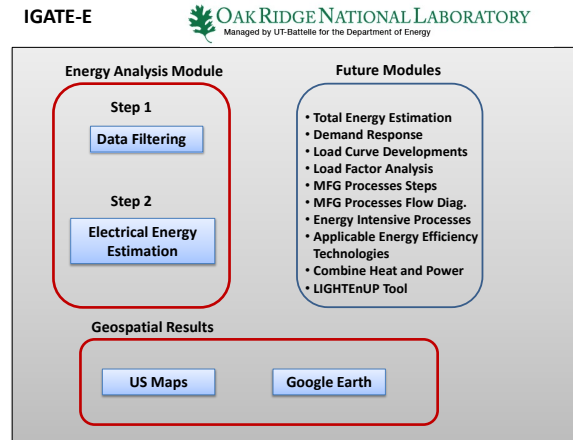 IGATE-E
OAK RIDGE NATIONAL LABORATORY
Managed by UT-Battelle for the Department of Energy
Energy Analysis Module
Step 1
Data Filtering
Step 2
Electrical Energy
Estimation
Future Modules
• Total Energy Estimation
• Demand Response
• Load Curve Developments
• Load Factor Analysis
• MFG Processes Steps
• MFG Processes Flow Diag.
• Energy Intensive Processes
• Applicable Energy Efficiency
Technologies
• Combine Heat and Power
• LIGHTEnUP Tool
Geospatial Results
US Maps
Google Earth